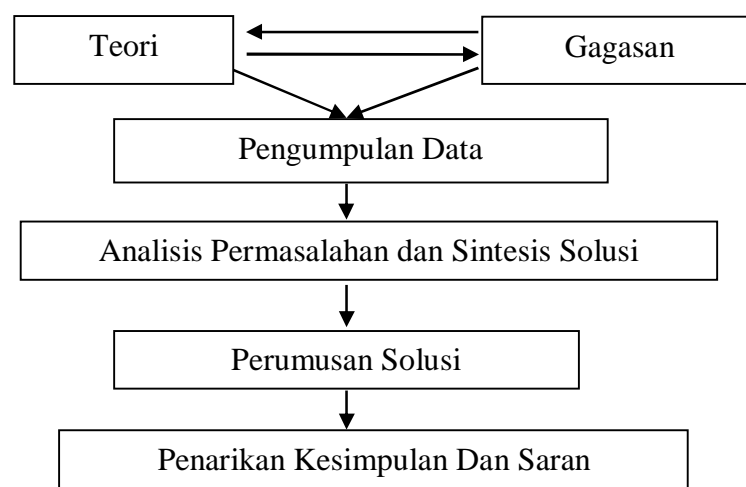 Teori
Gagasan
Pengumpulan Data
Analisis Permasalahan dan Sintesis Solusi
Perumusan Solusi
Penarikan Kesimpulan Dan Saran